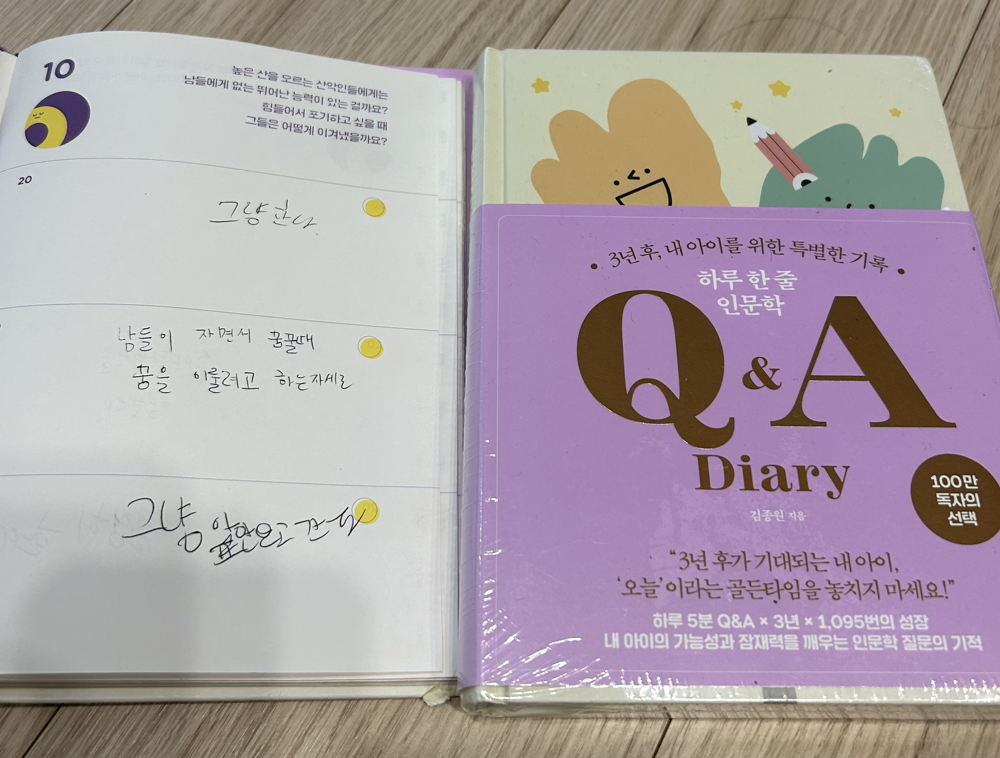 10
높은 산을 오르는 산악인들에게는
남들에게 없는 뛰어난 능력이 있는 걸까요?
힘들어서 포기하고 싶을 때
그들은 어떻게 이겨냈을까요?
20
그냥 한다.
남들이 자면서 꿈꿀때
꿈을 이룰려고 하는자세로
그냥 앞만으로 간다
3년 후, 내 아이를 위한 특별한 기록
하루 한 줄
인문학
Q & A
Diary
김종원 지음
100만
독자의
선택
“3년 후가 기대되는 내 아이,
‘오늘’이라는 골든타임을 놓치지 마세요!”
하루 5분 Q&A × 3년 × 1,095번의 성장
내 아이의 가능성과 잠재력을 깨우는 인문학 질문의 기적